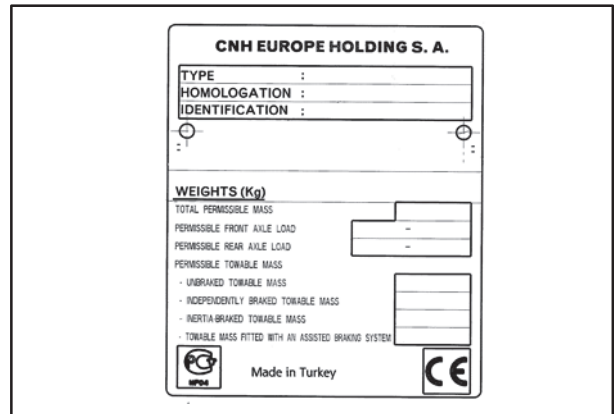 CNH EUROPE HOLDING S. A.
TYPE :
HOMOLOGATION :
IDENTIFICATION :
: :
WEIGHTS (Kg)
TOTAL PERMISSIBLE MASS
PERMISSIBLE FRONT AXLE LOAD -
PERMISSIBLE REAR AXLE LOAD -
PERMISSIBLE TOWABLE MASS
- UNBRAKED TOWABLE MASS
- INDEPENDENTLY BRAKED TOWABLE MASS
- INERTIA-BRAKED TOWABLE MASS
- TOWABLE MASS FITTED WITH AN ASSISTED BRAKING SYSTEM
Made in Turkey CE